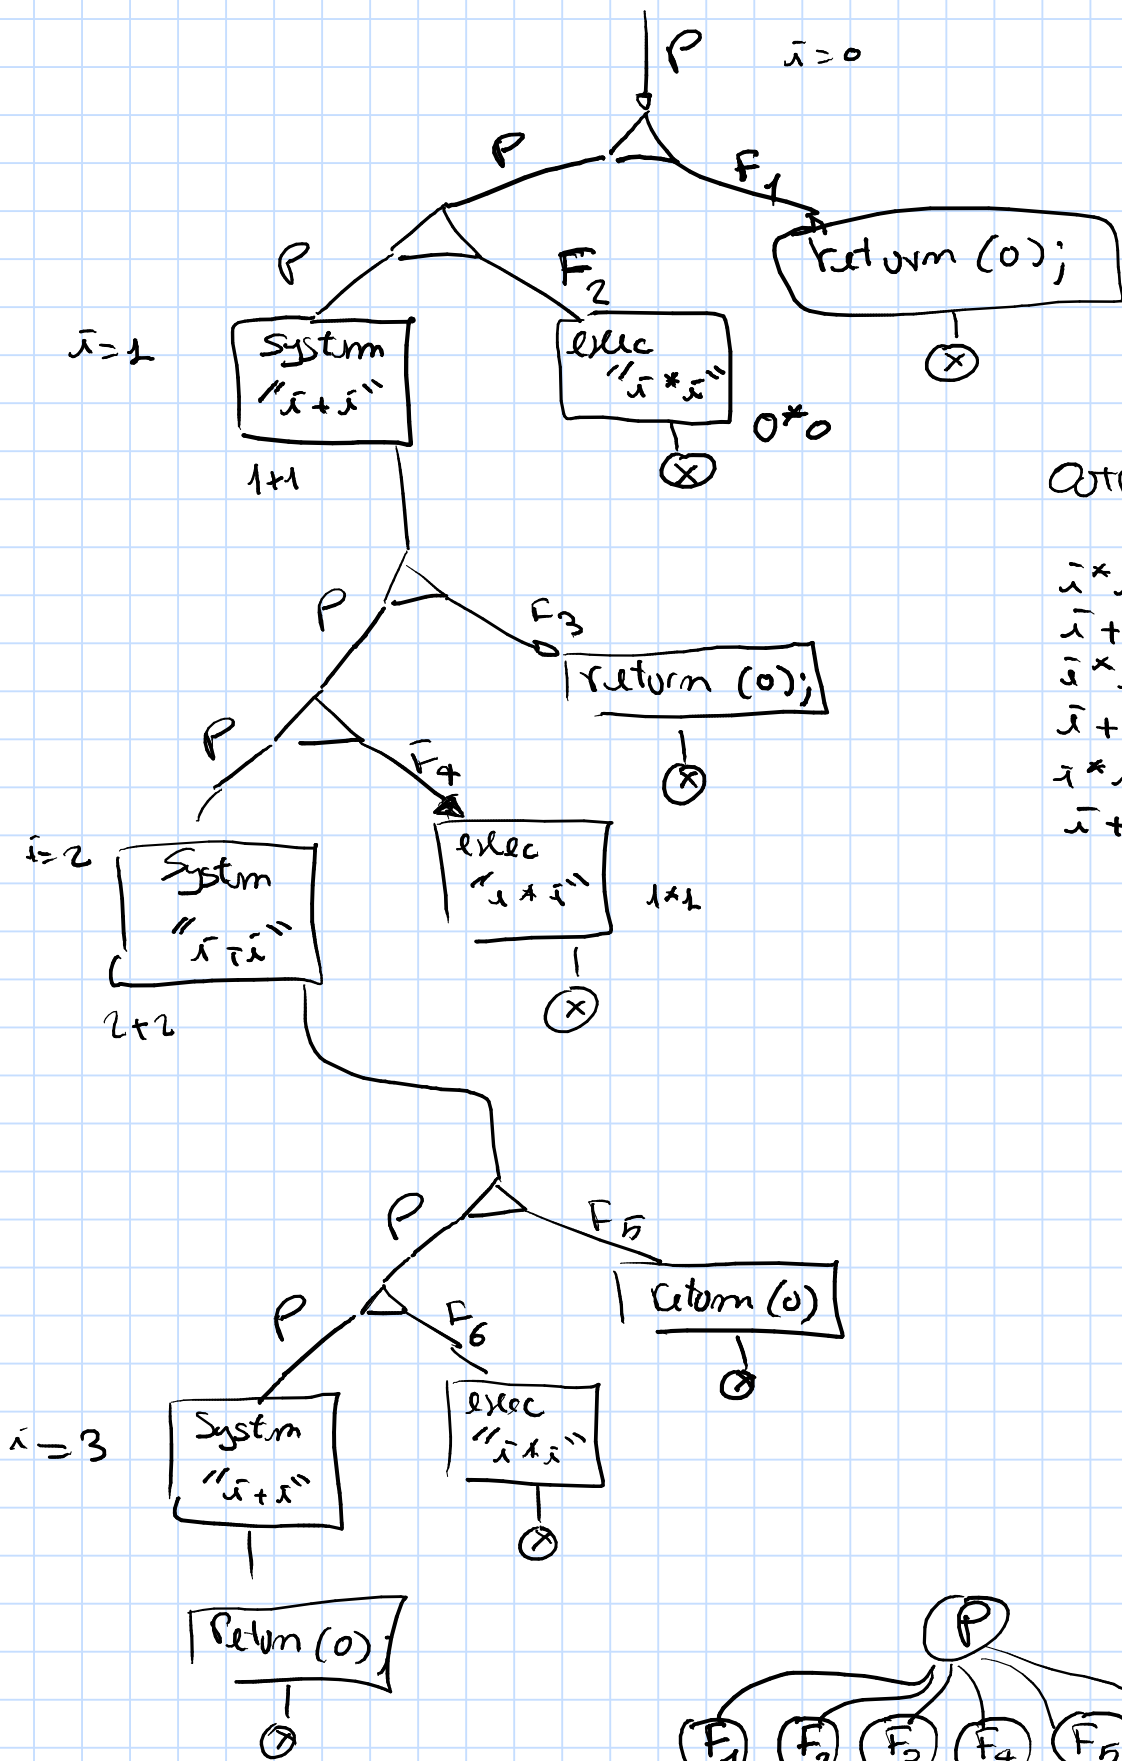 P i=0
P F1
return (0);
P F2
i=1
system
"i+i"
exec
"i*i"
0*0
1+1
i*
i+
i*
i+
i*
i+
P F3
return (0);
P F4
i=2
System
exec
"i*i"
1*1
2+2
P F5
return (0)
P F6
i=3
System
"i+i"
exec
"i*i"
Return (0);
P
F1 F2 F3 F4 F5